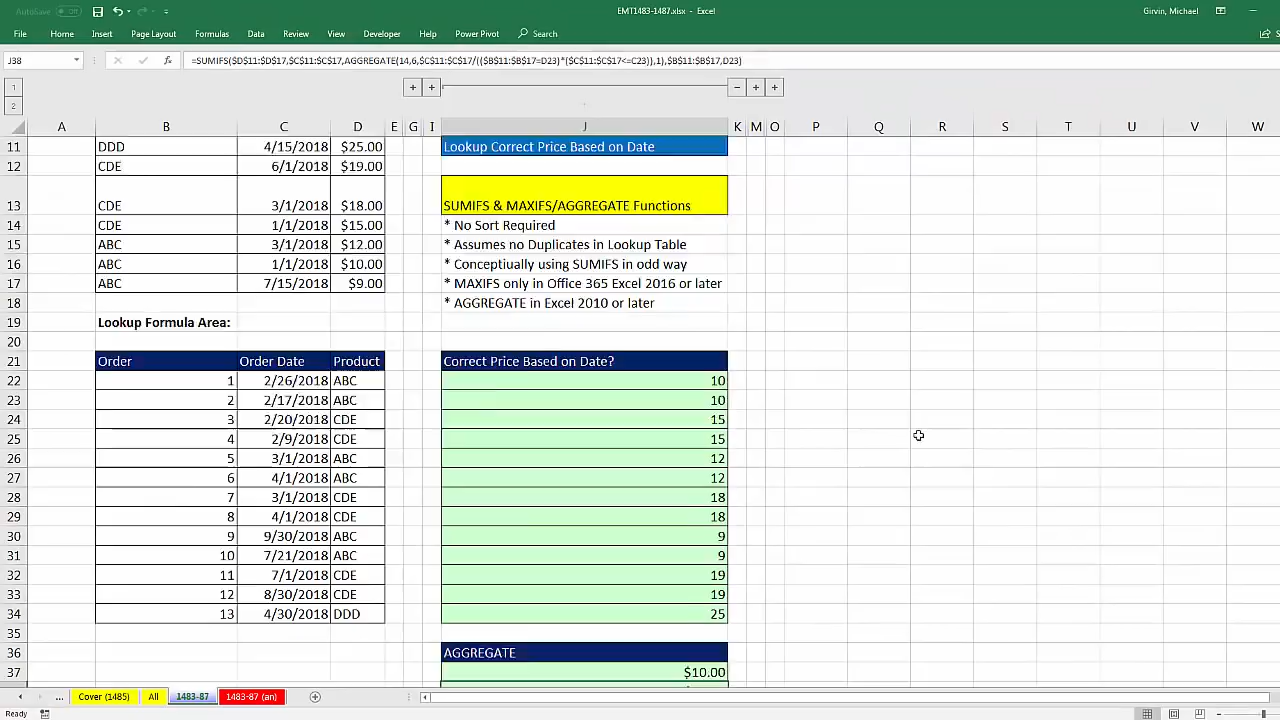 AutoSave Off
EMT1483-1487.xlsx - Excel
Girvin, Michael
File Home Insert Page Layout Formulas Data Review View Developer Help Power Pivot Search
J38 fx =SUMIFS($D$11:$D$17,$C$11:$C$17,AGGREGATE(14,6,$C$11:$C$17/(($B$11:$B$17=D23)*($C$11:$C$17<=C23)),1),$B$11:$B$17,D23)
1
2
A B C D E G I J K M O P Q R S T U V W
11 DDD 4/15/2018 $25.00 Lookup Correct Price Based on Date
12 CDE 6/1/2018 $19.00
13 CDE 3/1/2018 $18.00 SUMIFS & MAXIFS/AGGREGATE Functions
14 CDE 1/1/2018 $15.00 * No Sort Required
15 ABC 3/1/2018 $12.00 * Assumes no Duplicates in Lookup Table
16 ABC 1/1/2018 $10.00 * Conceptiually using SUMIFS in odd way
17 ABC 7/15/2018 $9.00 * MAXIFS only in Office 365 Excel 2016 or later
18 * AGGREGATE in Excel 2010 or later
19 Lookup Formula Area:
20
21 Order Order Date Product Correct Price Based on Date?
22 1 2/26/2018 ABC 10
23 2 2/17/2018 ABC 10
24 3 2/20/2018 CDE 15
25 4 2/9/2018 CDE 15
26 5 3/1/2018 ABC 12
27 6 4/1/2018 ABC 12
28 7 3/1/2018 CDE 18
29 8 4/1/2018 CDE 18
30 9 9/30/2018 ABC 9
31 10 7/21/2018 ABC 9
32 11 7/1/2018 CDE 19
33 12 8/30/2018 CDE 19
34 13 4/30/2018 DDD 25
35
36 AGGREGATE
37 $10.00
... Cover (1485) All 1483-87 1483-87 (an)
Ready